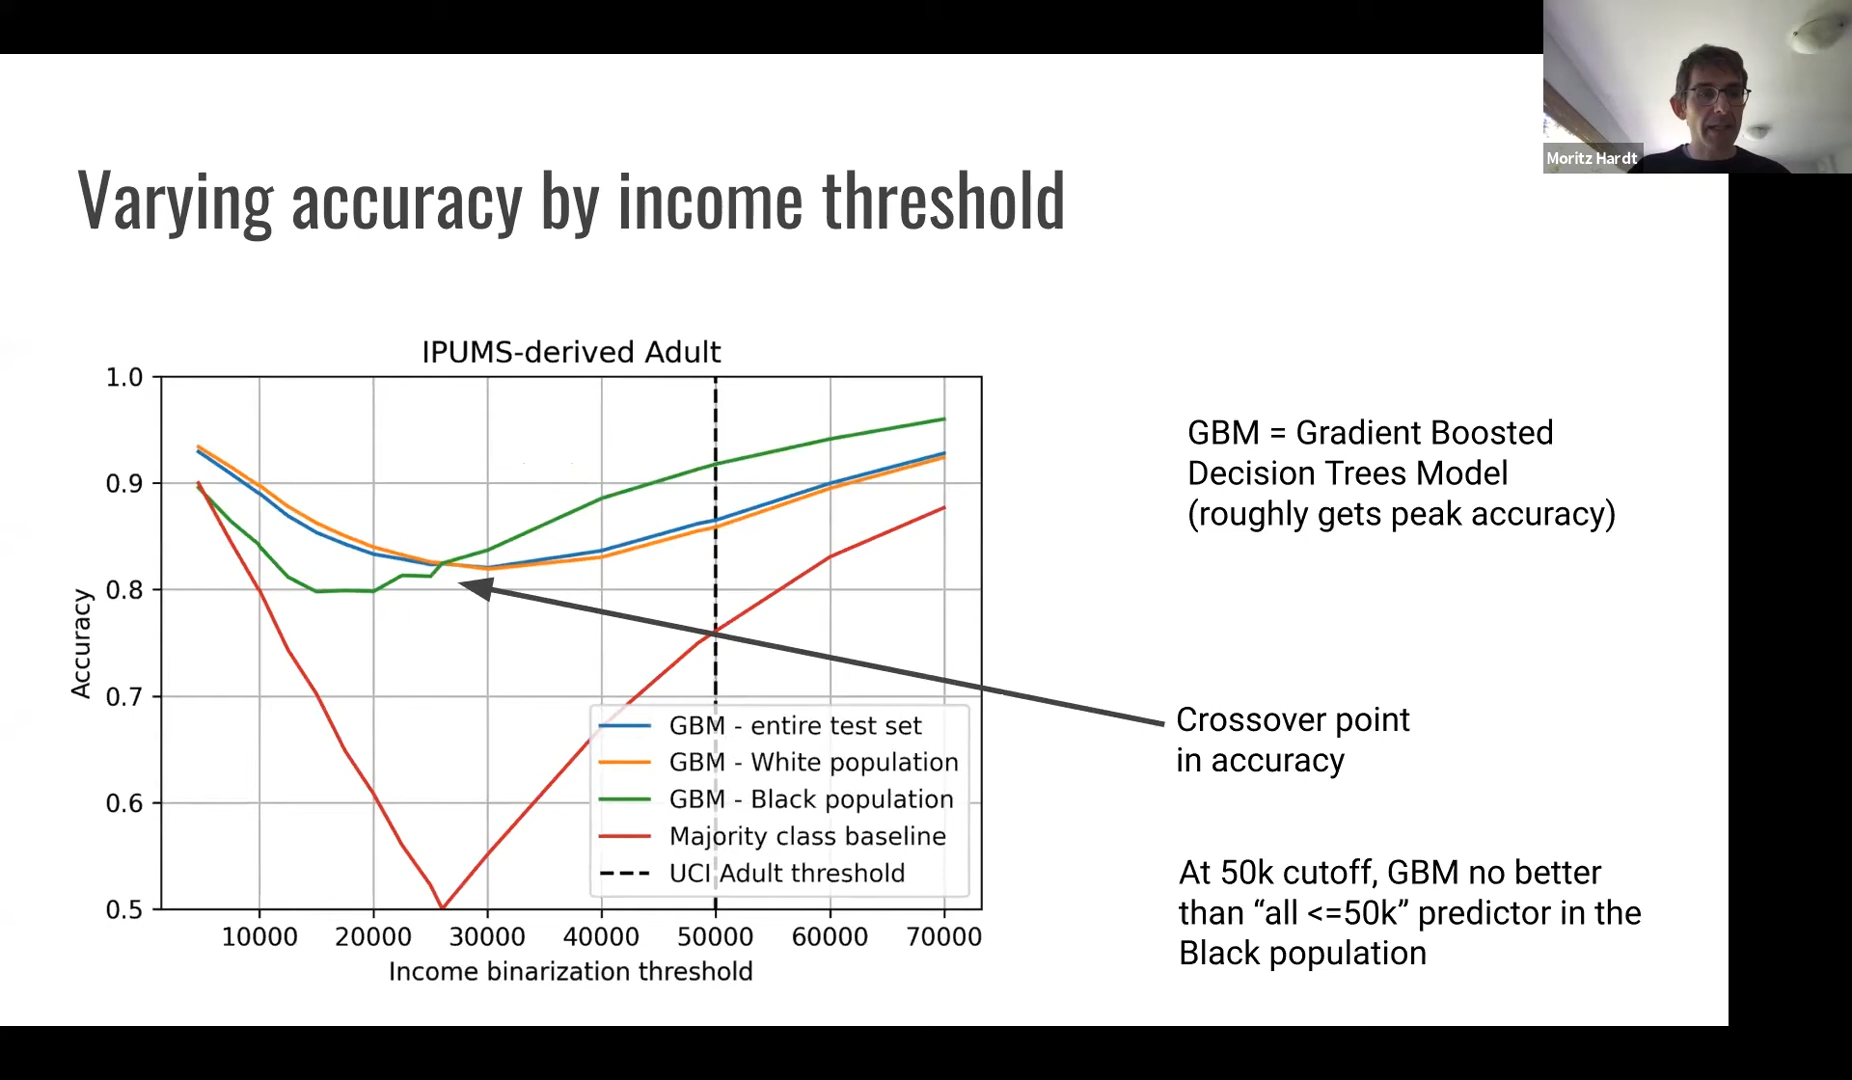 Moritz Hardt
Varying accuracy by income threshold
IPUMS-derived Adult
1.0
0.9
0.8
0.7
0.6
0.5
Accuracy
10000 20000 30000 40000 50000 60000 70000
Income binarization threshold
GBM - entire test set
GBM - White population
GBM - Black population
Majority class baseline
UCI Adult threshold
GBM = Gradient Boosted
Decision Trees Model
(roughly gets peak accuracy)
Crossover point
in accuracy
At 50k cutoff, GBM no better
than “all <=50k” predictor in the
Black population